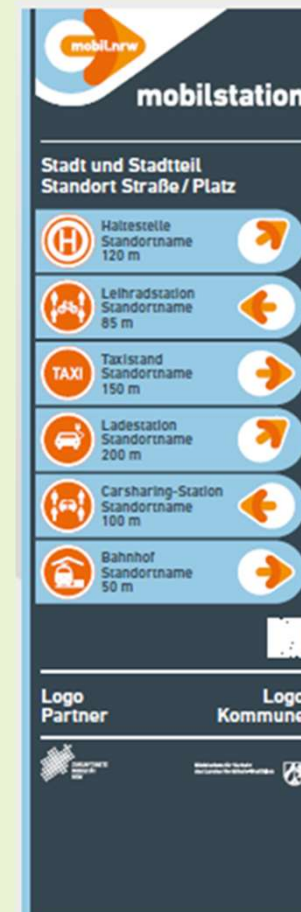 mobil.nrw
mobilstation
Stadt und Stadtteil
Standort Straße / Platz
H
Haltestelle
Standortname
120 m
Leihradstation
Standortname
85 m
TAXI
Taxistand
Standortname
150 m
Ladestation
Standortname
200 m
Carsharing-Station
Standortname
100 m
Bahnhof
Standortname
50 m
Logo Partner
Logo Kommune